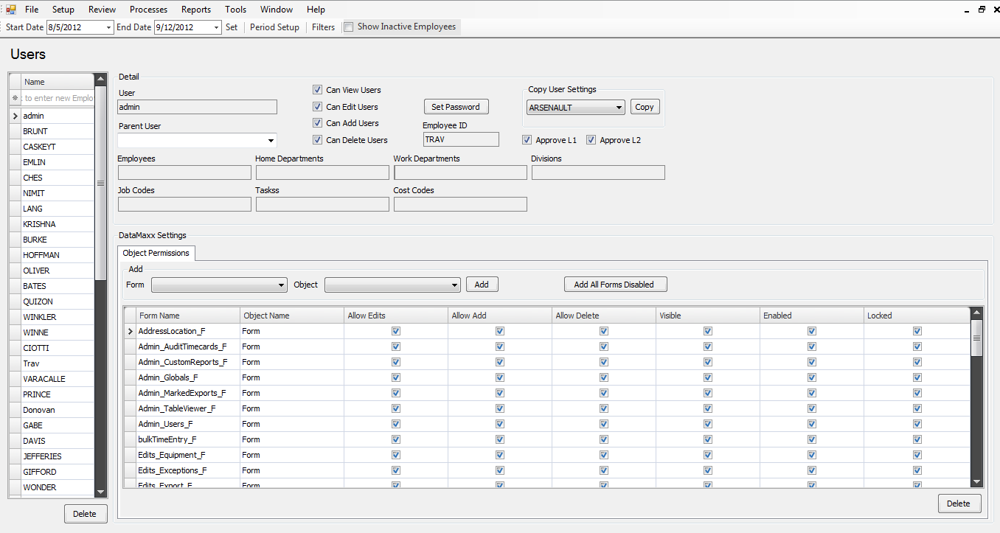 File Setup Review Processes Reports Tools Window Help
Start Date 8/5/2012 End Date 9/12/2012 Set Period Setup Filters Show Inactive Employees
Users
Name
to enter new Emplo
admin
BRUNT
CASKEYT
EMLIN
CHES
NIMIT
LANG
KRISHNA
BURKE
HOFFMAN
OLIVER
BATES
QUIZON
WINKLER
WINNE
CIOTTI
Trav
VARACALLE
PRINCE
Donovan
GABE
DAVIS
JEFFERIES
GIFFORD
WONDER
Delete
Detail
User
admin
Parent User
Can View Users
Can Edit Users
Can Add Users
Can Delete Users
Set Password
Employee ID
TRAV
Copy User Settings
ARSENAULT Copy
Approve L1 Approve L2
Employees Home Departments Work Departments Divisions
Job Codes Taskss Cost Codes
DataMaxx Settings
Object Permissions
Add
Form Object Add Add All Forms Disabled
Form Name Object Name Allow Edits Allow Add Allow Delete Visible Enabled Locked
AddressLocation_F Form
Admin_AuditTimecards_F Form
Admin_CustomReports_F Form
Admin_Globals_F Form
Admin_MarkedExports_F Form
Admin_TableViewer_F Form
Admin_Users_F Form
bulkTimeEntry_F Form
Edits_Equipment_F Form
Edits_Exceptions_F Form
Edits_Export_F Form
Delete